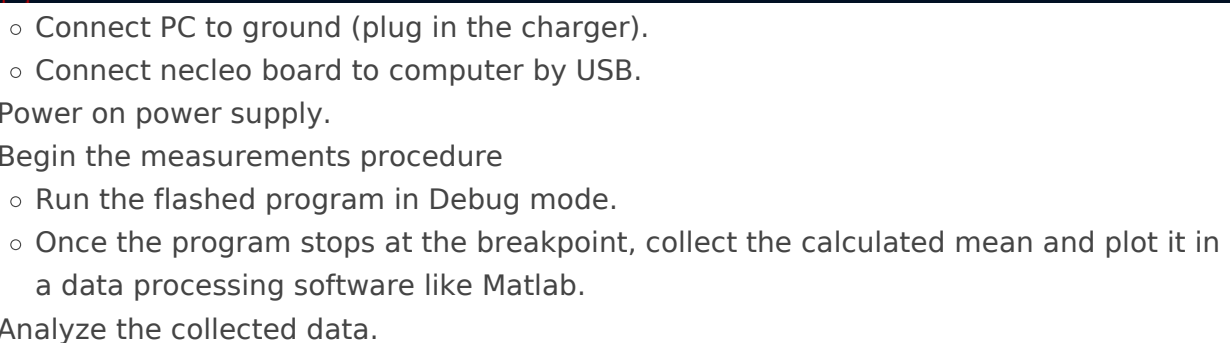 ◦ Connect PC to ground (plug in the charger).
◦ Connect necleo board to computer by USB.
Power on power supply.
Begin the measurements procedure
◦ Run the flashed program in Debug mode.
◦ Once the program stops at the breakpoint, collect the calculated mean and plot it in
a data processing software like Matlab.
Analyze the collected data.